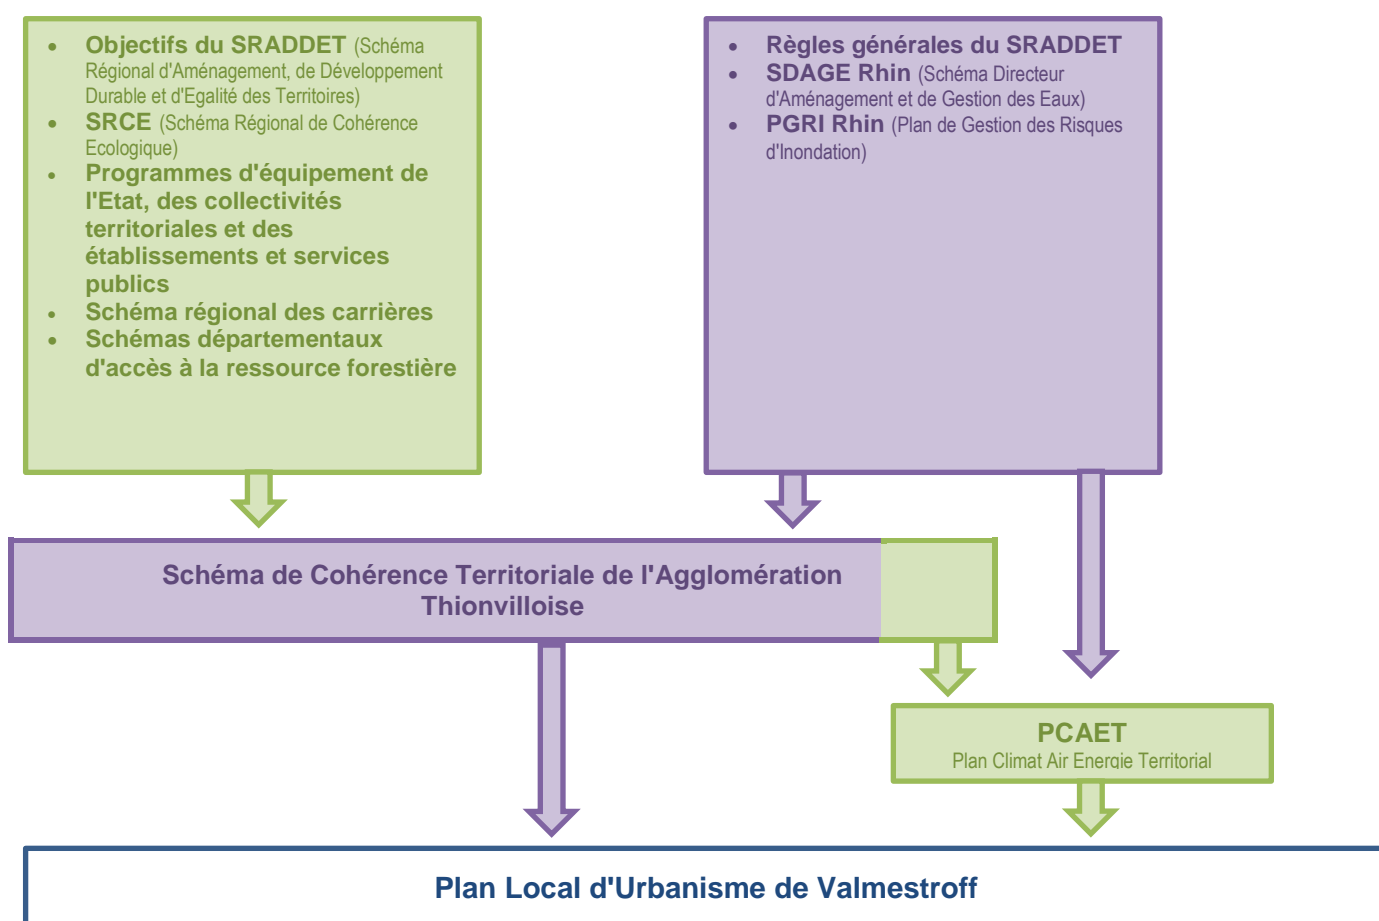 • Objectifs du SRADDET (Schéma
Régional d'Aménagement, de Développement
Durable et d'Egalité des Territoires)
• SRCE (Schéma Régional de Cohérence
Ecologique)
• Programmes d'équipement de
l'Etat, des collectivités
territoriales et des
établissements et services
publics
• Schéma régional des carrières
• Schémas départementaux
d'accès à la ressource forestière
• Règles générales du SRADDET
• SDAGE Rhin (Schéma Directeur
d'Aménagement et de Gestion des Eaux)
• PGRI Rhin (Plan de Gestion des Risques
d'Inondation)
Schéma de Cohérence Territoriale de l'Agglomération
Thionvilloise
PCAET
Plan Climat Air Energie Territorial
Plan Local d'Urbanisme de Valmestroff